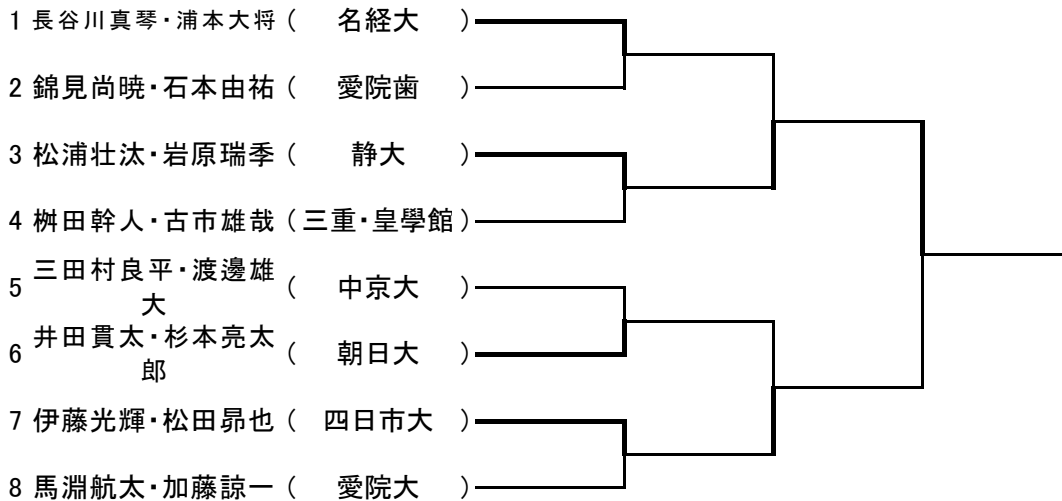 1 長谷川真琴・浦本大将 ( 名経大 )
2 錦見尚暁・石本由祐 ( 愛院歯 )
3 松浦壮汰・岩原瑞季 ( 静大 )
4 桝田幹人・古市雄哉 ( 三重・皇學館 )
5 三田村良平・渡邊雄
大 ( 中京大 )
6 井田貫太・杉本亮太
郎 ( 朝日大 )
7 伊藤光輝・松田昴也 ( 四日市大 )
8 馬淵航太・加藤諒一 ( 愛院大 )